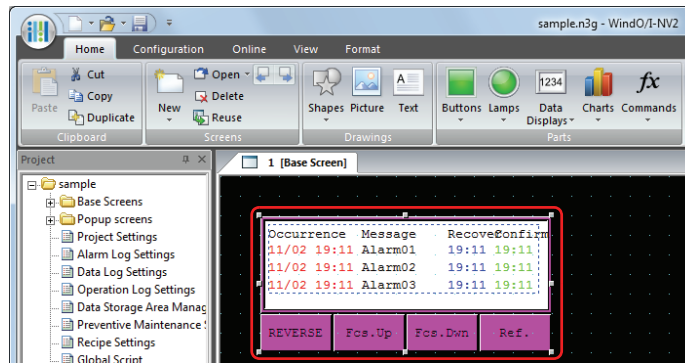 sample.n3g - WindO/I-NV2
Home Configuration Online View Format
Paste Cut Copy Duplicate
Clipboard
New Open Delete Reuse
Screens
Shapes Picture Text
Drawings
Buttons Lamps Data Displays Charts Commands
1234
A
fx
Parts
Project
1 [Base Screen]
sample
Base Screens
Popup screens
Project Settings
Alarm Log Settings
Data Log Settings
Operation Log Settings
Data Storage Area Manag
Preventive Maintenance S
Recipe Settings
Global Script
Occurrence Message Recover Confirm
11/02 19:11 Alarm01 19:11 19:11
11/02 19:11 Alarm02 19:11 19:11
11/02 19:11 Alarm03 19:11 19:11
REVERSE Fcs.Up Fcs.Dwn Ref.